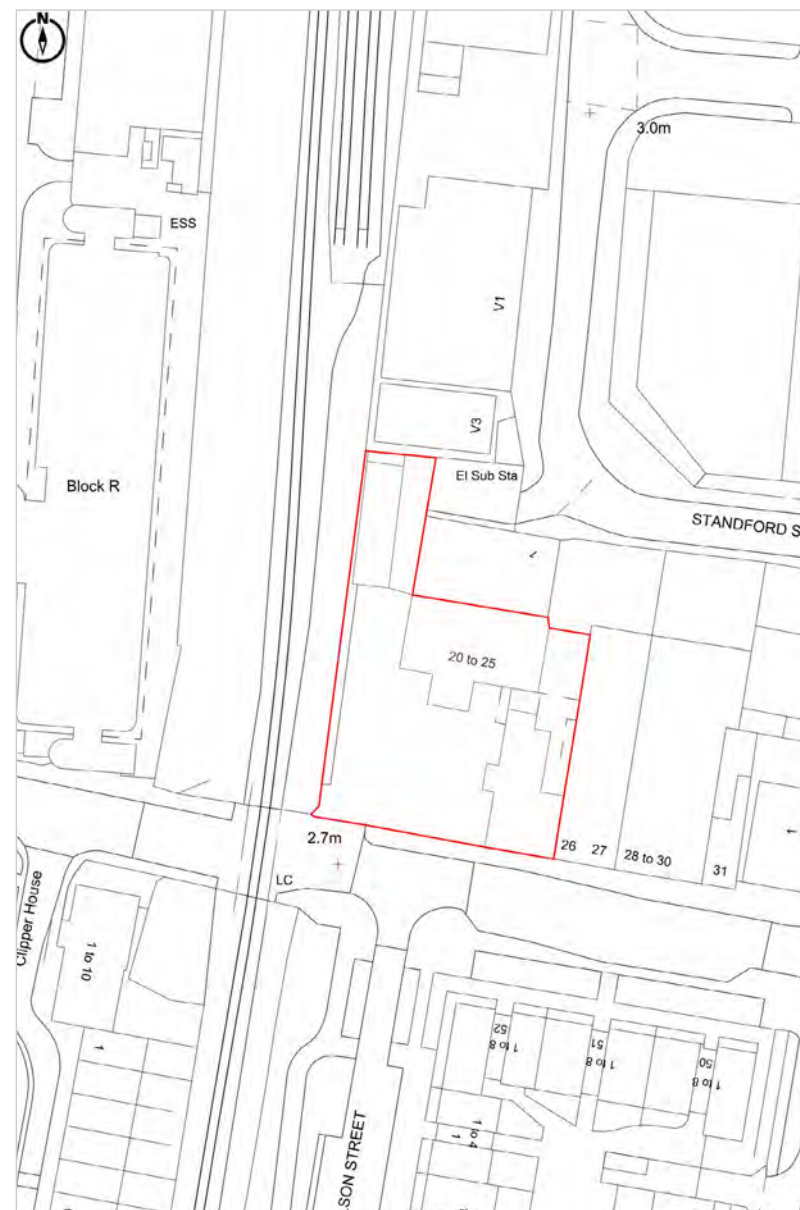 N
3.0m
ESS
V1
V3
Block R
El Sub Sta
STANDFORD S
20 to 25
2.7m
26
27
28 to 30
31
1
LC
Clipper House
1 to 10
1
52
1 to 8
51
1 to 8
50
1 to 8
1 to 4
1
SON STREET